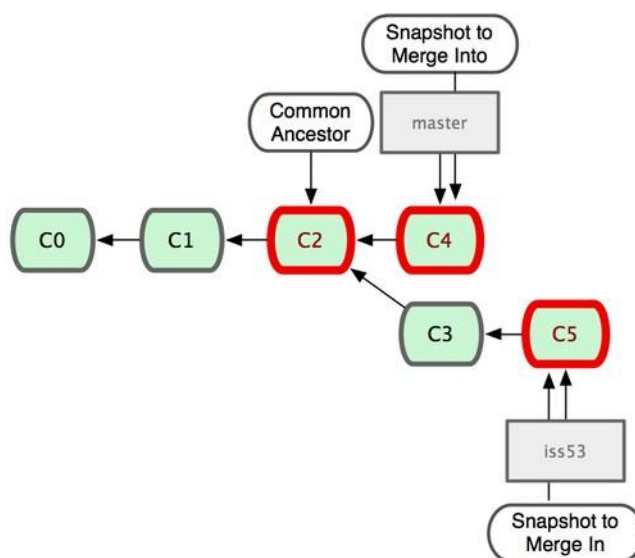 Snapshot to
Merge Into
Common
Ancestor
master
C0
C1
C2
C4
C3
C5
iss53
Snapshot to
Merge In